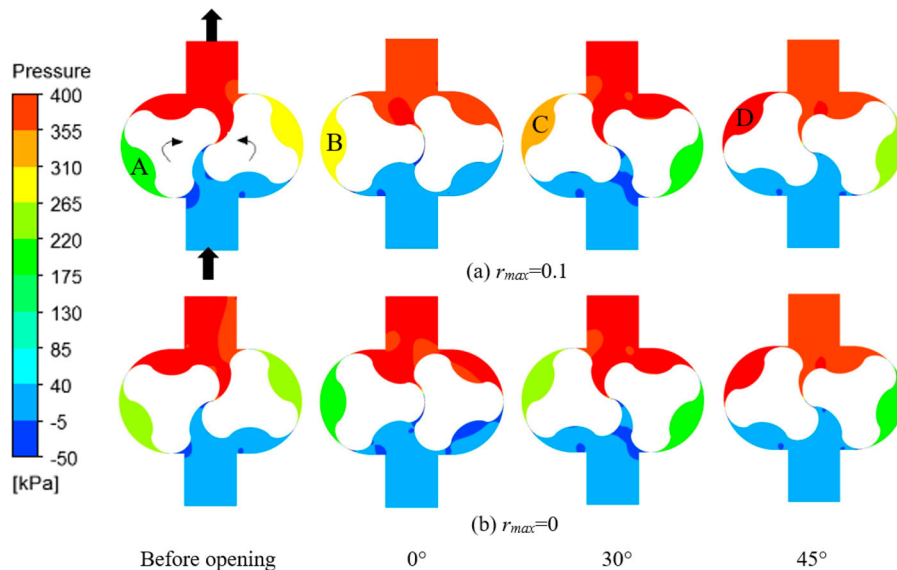 Pressure
400
355
310
265
220
175
130
85
40
-5
-50
[kPa]
A
B
C
D
(a) rmax=0.1
(b) rmax=0
Before opening 0° 30° 45°